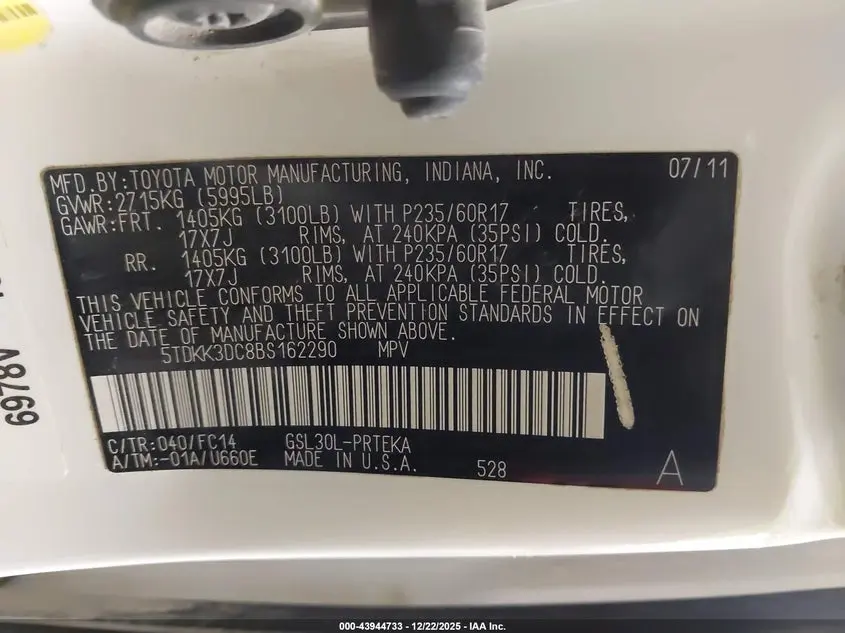 MFD.BY:TOYOTA MOTOR MANUFACTURING, INDIANA, INC. 07/11
GVWR:2715KG (5995LB)
GAWR:FRT. 1405KG (3100LB) WITH P235/60R17 TIRES,
17X7J RIMS, AT 240KPA (35PSI) COLD.
RR. 1405KG (3100LB) WITH P235/60R17 TIRES,
17X7J RIMS, AT 240KPA (35PSI) COLD.
THIS VEHICLE CONFORMS TO ALL APPLICABLE FEDERAL MOTOR
VEHICLE SAFETY AND THEFT PREVENTION STANDARDS IN EFFECT ON
THE DATE OF MANUFACTURE SHOWN ABOVE.
5TDKK3DC8BS162290 MPV
C/TR:040/FC14 GSL30L-PRTEKA
A/TM:-01A/U660E MADE IN U.S.A. 528 A
6978V
000-43944733 - 12/22/2025 - IAA Inc.